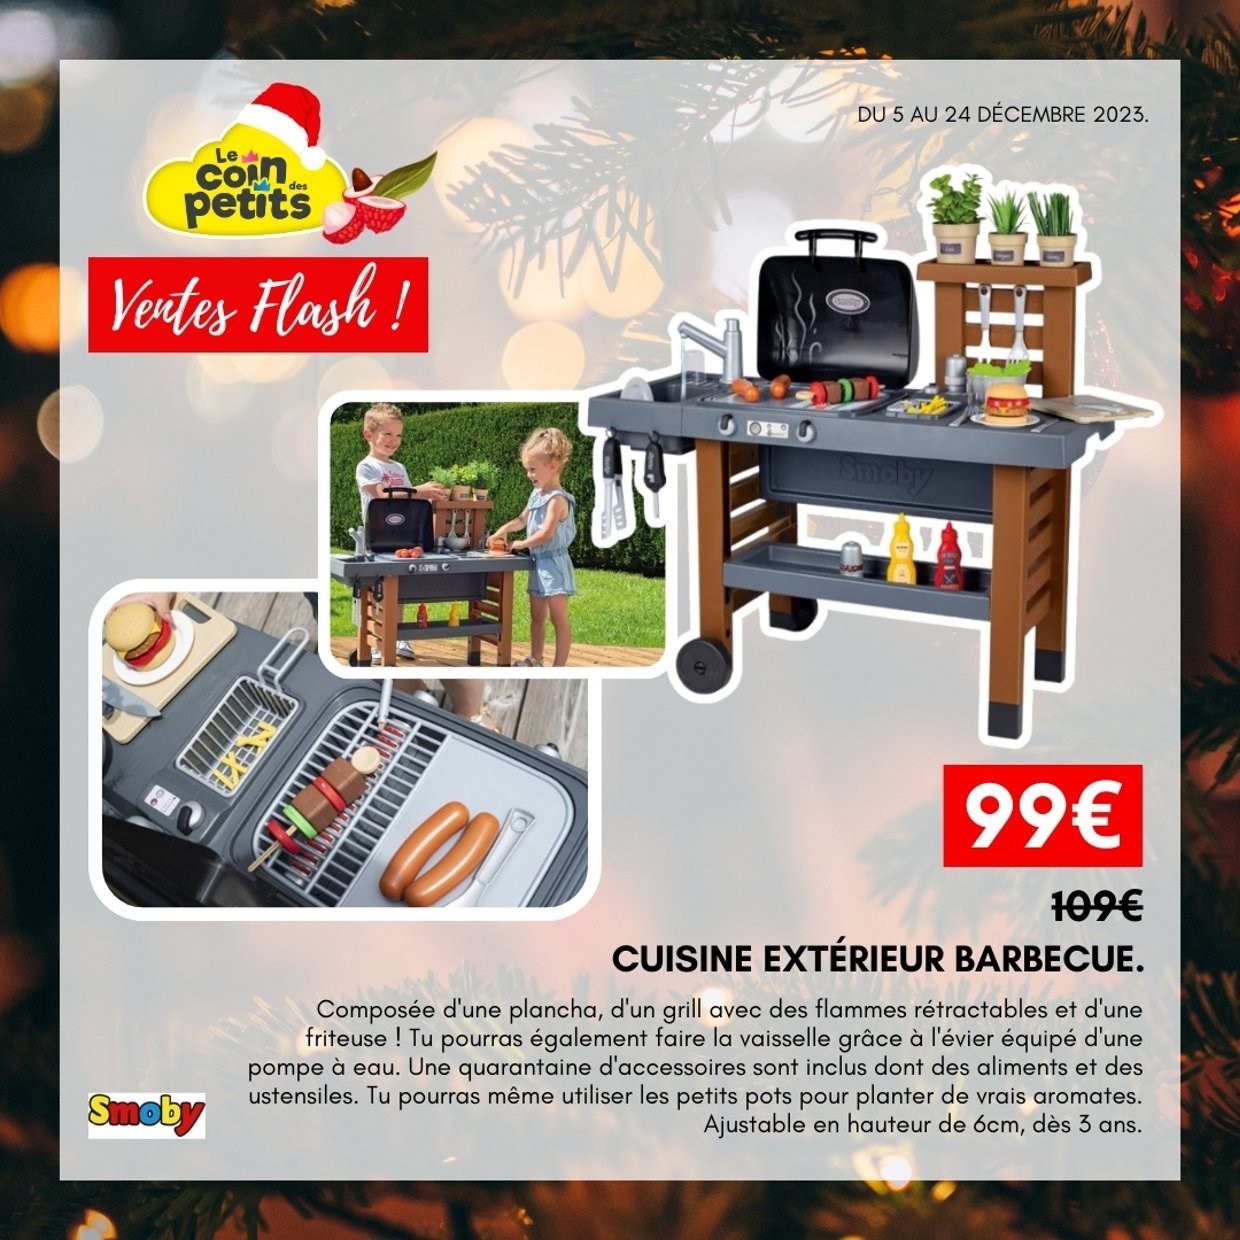 DU 5 AU 24 DÉCEMBRE 2023.
Le
coin
des
petits
Ventes Flash !
Smoby
99€
109€
CUISINE EXTÉRIEUR BARBECUE.
Composée d'une plancha, d'un grill avec des flammes rétractables et d'une
friteuse ! Tu pourras également faire la vaisselle grâce à l'évier équipé d'une
pompe à eau. Une quarantaine d'accessoires sont inclus dont des aliments et des
ustensiles. Tu pourras même utiliser les petits pots pour planter de vrais aromates.
Ajustable en hauteur de 6cm, dès 3 ans.
Smoby